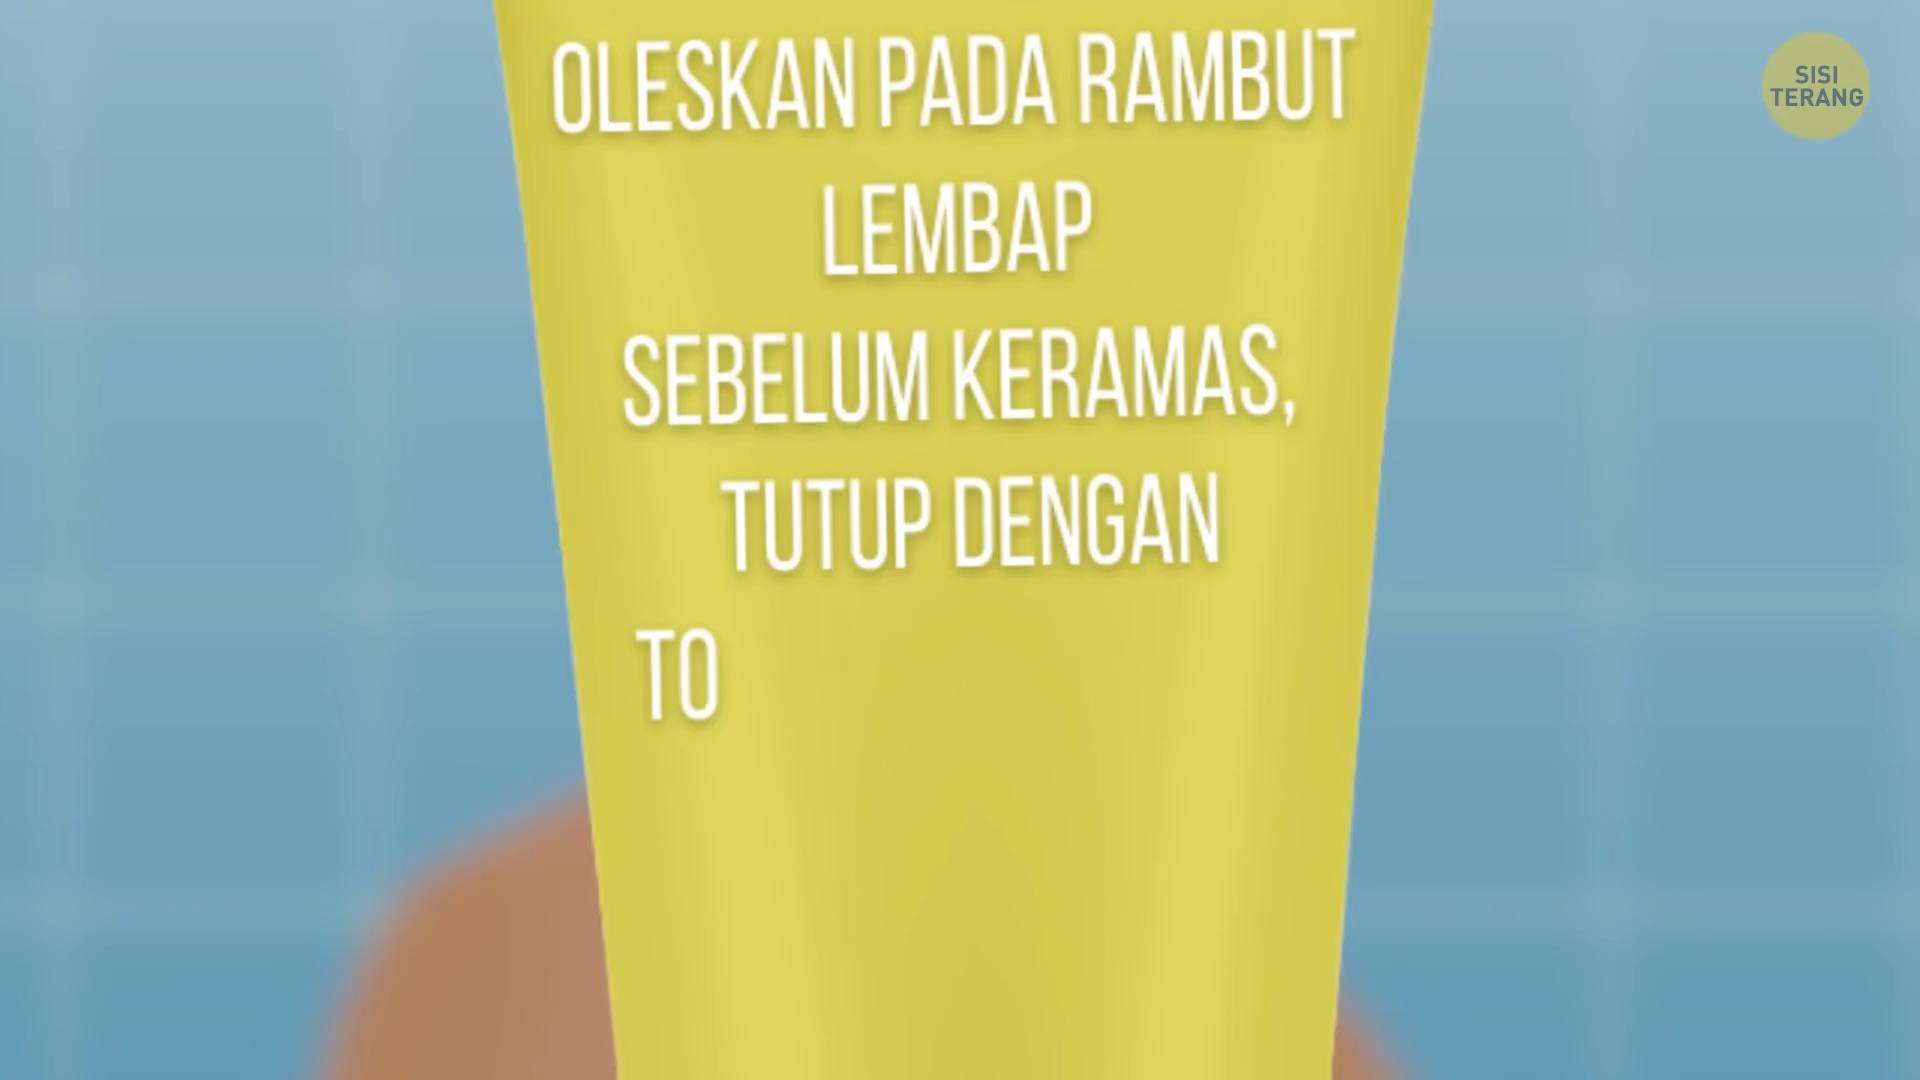 OLESKAN PADA RAMBUT
LEMBAP
SEBELUM KERAMAS,
TUTUP DENGAN
TO
SISI
TERANG